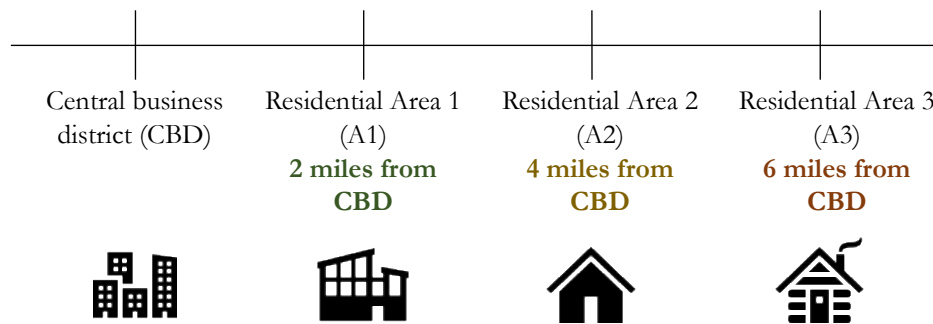 Central business
district (CBD)
Residential Area 1
(A1)
2 miles from
CBD
Residential Area 2
(A2)
4 miles from
CBD
Residential Area 3
(A3)
6 miles from
CBD